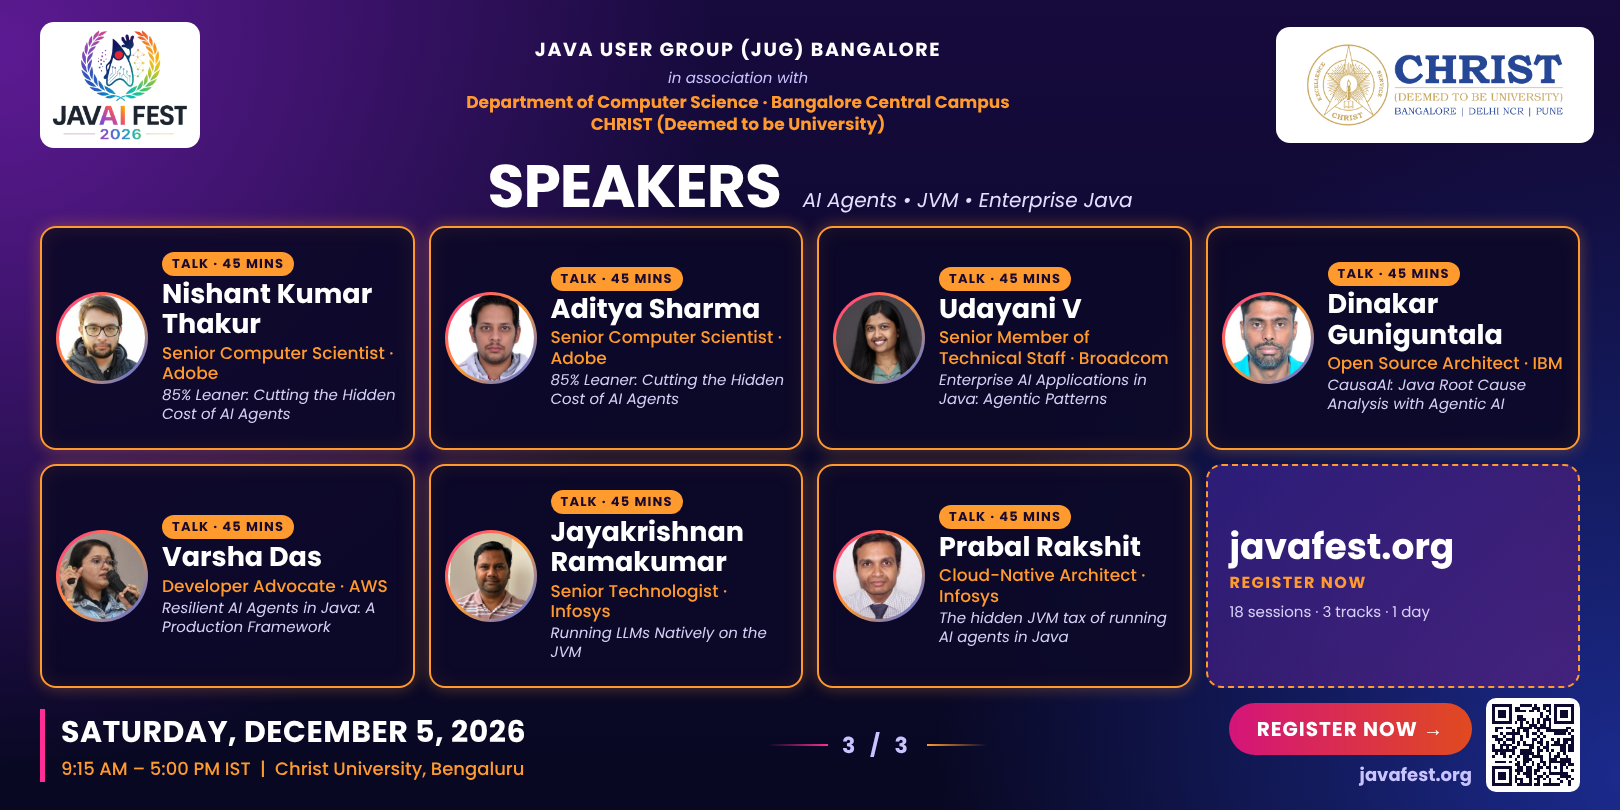 JAVAI FEST
2026
JAVA USER GROUP (JUG) BANGALORE
in association with
Department of Computer Science · Bangalore Central Campus
CHRIST (Deemed to be University)
EXCELLENCE
SERVICE
CHRIST
CHRIST
(DEEMED TO BE UNIVERSITY)
BANGALORE | DELHI NCR | PUNE
SPEAKERS AI Agents • JVM • Enterprise Java
TALK · 45 MINS
Nishant Kumar
Thakur
Senior Computer Scientist ·
Adobe
85% Leaner: Cutting the Hidden
Cost of AI Agents
TALK · 45 MINS
Aditya Sharma
Senior Computer Scientist ·
Adobe
85% Leaner: Cutting the Hidden
Cost of AI Agents
TALK · 45 MINS
Udayani V
Senior Member of
Technical Staff · Broadcom
Enterprise AI Applications in
Java: Agentic Patterns
TALK · 45 MINS
Dinakar
Guniguntala
Open Source Architect · IBM
CausaAI: Java Root Cause
Analysis with Agentic AI
TALK · 45 MINS
Varsha Das
Developer Advocate · AWS
Resilient AI Agents in Java: A
Production Framework
TALK · 45 MINS
Jayakrishnan
Ramakumar
Senior Technologist ·
Infosys
Running LLMs Natively on the
JVM
TALK · 45 MINS
Prabal Rakshit
Cloud-Native Architect ·
Infosys
The hidden JVM tax of running
AI agents in Java
javafest.org
REGISTER NOW
18 sessions · 3 tracks · 1 day
SATURDAY, DECEMBER 5, 2026
9:15 AM – 5:00 PM IST | Christ University, Bengaluru
3 / 3
REGISTER NOW →
javafest.org